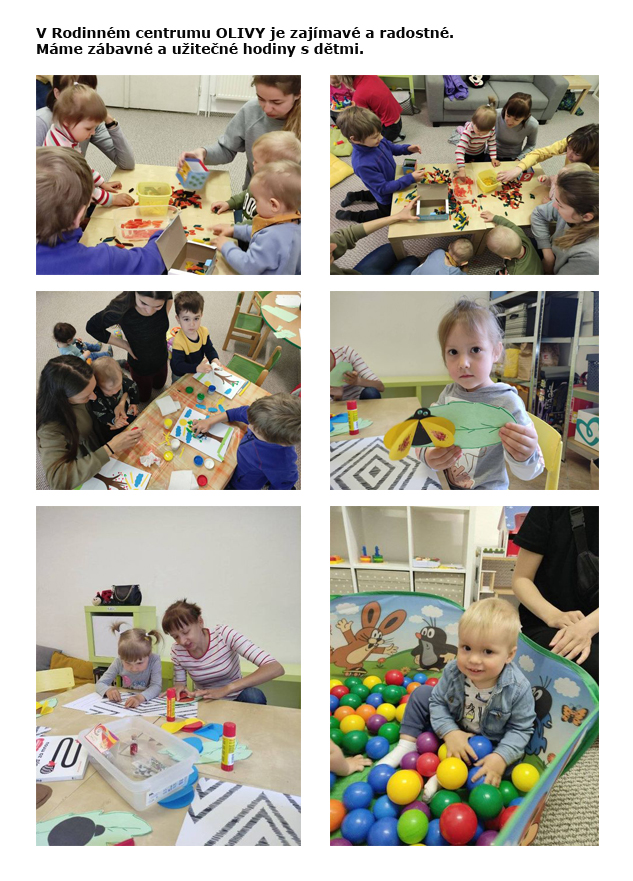 V Rodinném centrumu OLIVY je zajímavé a radostné.
Máme zábavné a užitečné hodiny s dětmi.